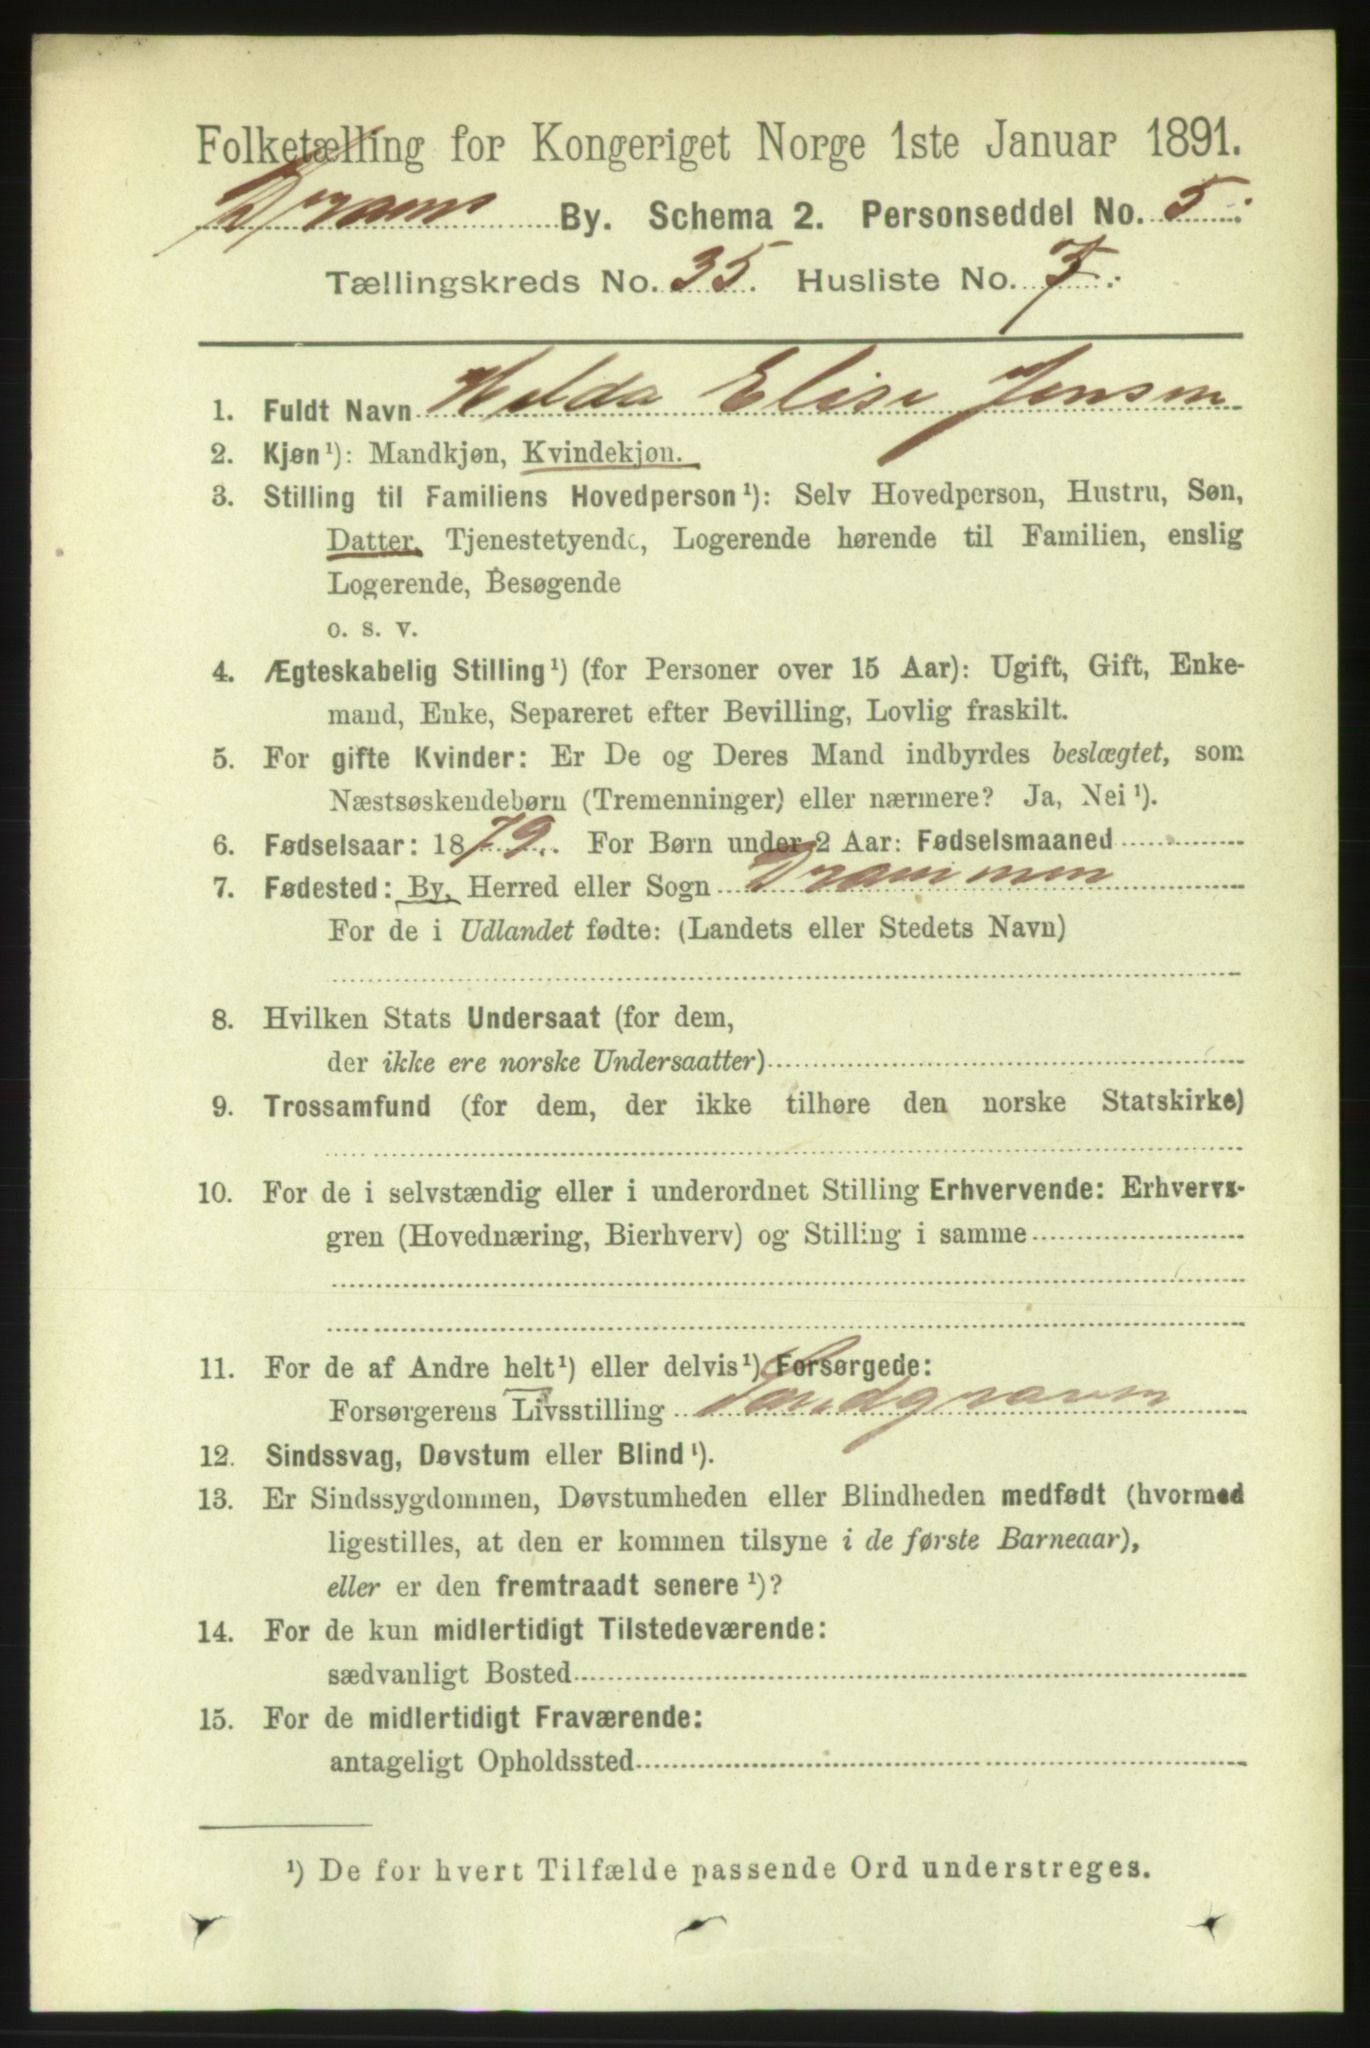 Folketælling for Kongeriget Norge 1ste Januar 1891.
Dramm By. Schema 2. Personseddel No. 5.
Tællingskreds No. 35. Husliste No. 7.
1. Fuldt Navn Hilda Elise Jensen
2. Kjøn¹): Mandkjøn, Kvindekjøn.
3. Stilling til Familiens Hovedperson¹): Selv Hovedperson, Hustru, Søn,
Datter, Tjenestetyende, Logerende hørende til Familien, enslig
Logerende, Besøgende
o. s. v.
4. Ægteskabelig Stilling¹) (for Personer over 15 Aar): Ugift, Gift, Enke-
mand, Enke, Separeret efter Bevilling, Lovlig fraskilt.
5. For gifte Kvinder: Er De og Deres Mand indbyrdes beslægtet, som
Næstsøskendebørn (Tremenninger) eller nærmere? Ja, Nei¹).
6. Fødselsaar: 1879. For Børn under 2 Aar: Fødselsmaaned
7. Fødested: By, Herred eller Sogn Drammen
For de i Udlandet fødte: (Landets eller Stedets Navn)
8. Hvilken Stats Undersaat (for dem,
der ikke ere norske Undersaatter)
9. Trossamfund (for dem, der ikke tilhøre den norske Statskirke)
10. For de i selvstændig eller i underordnet Stilling Erhvervende: Erhvervs-
gren (Hovednæring, Bierhverv) og Stilling i samme
11. For de af Andre helt¹) eller delvis¹) Forsørgede:
Forsørgerens Livsstilling
12. Sindssvag, Døvstum eller Blind¹).
13. Er Sindssygdommen, Døvstumheden eller Blindheden medfødt (hvormed
ligestilles, at den er kommen tilsyne i de første Barneaar),
eller er den fremtraadt senere¹)?
14. For de kun midlertidigt Tilstedeværende:
sædvanligt Bosted
15. For de midlertidigt Fraværende:
antageligt Opholdssted
¹) De for hvert Tilfælde passende Ord understreges.